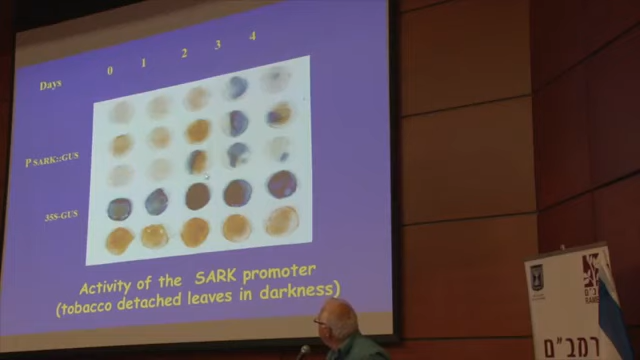 Days 0 1 2 3 4
P SARK::GUS
35S-GUS
Activity of the SARK promoter
(tobacco detached leaves in darkness)
רמב"ם